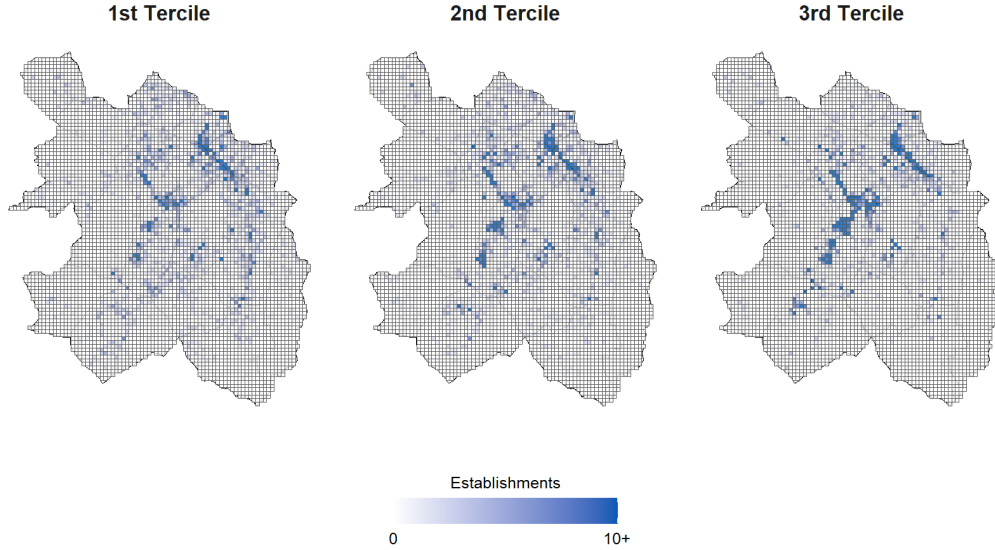 1st Tercile
2nd Tercile
3rd Tercile
Establishments
0
10+